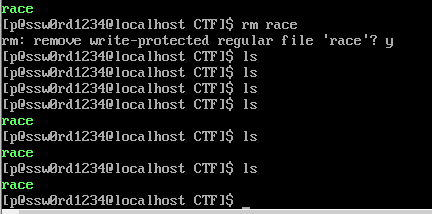 race
[p@ssw0rd1234@localhost CTF]$ rm race
rm: remove write-protected regular file 'race'? y
[p@ssw0rd1234@localhost CTF]$ ls
[p@ssw0rd1234@localhost CTF]$ ls
[p@ssw0rd1234@localhost CTF]$ ls
[p@ssw0rd1234@localhost CTF]$ ls
race
[p@ssw0rd1234@localhost CTF]$ ls
race
[p@ssw0rd1234@localhost CTF]$ ls
race
[p@ssw0rd1234@localhost CTF]$ _